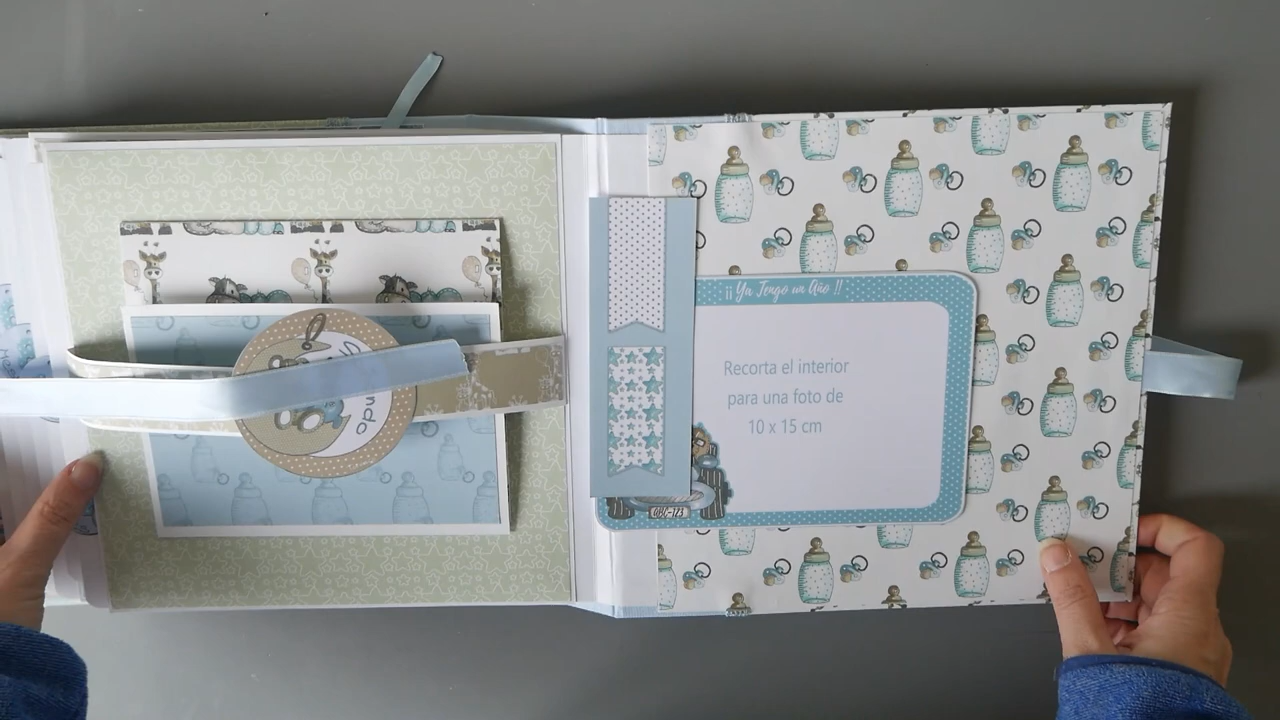 ¡¡ Ya Tengo un Año !!
Recorta el interior
para una foto de
10 x 15 cm